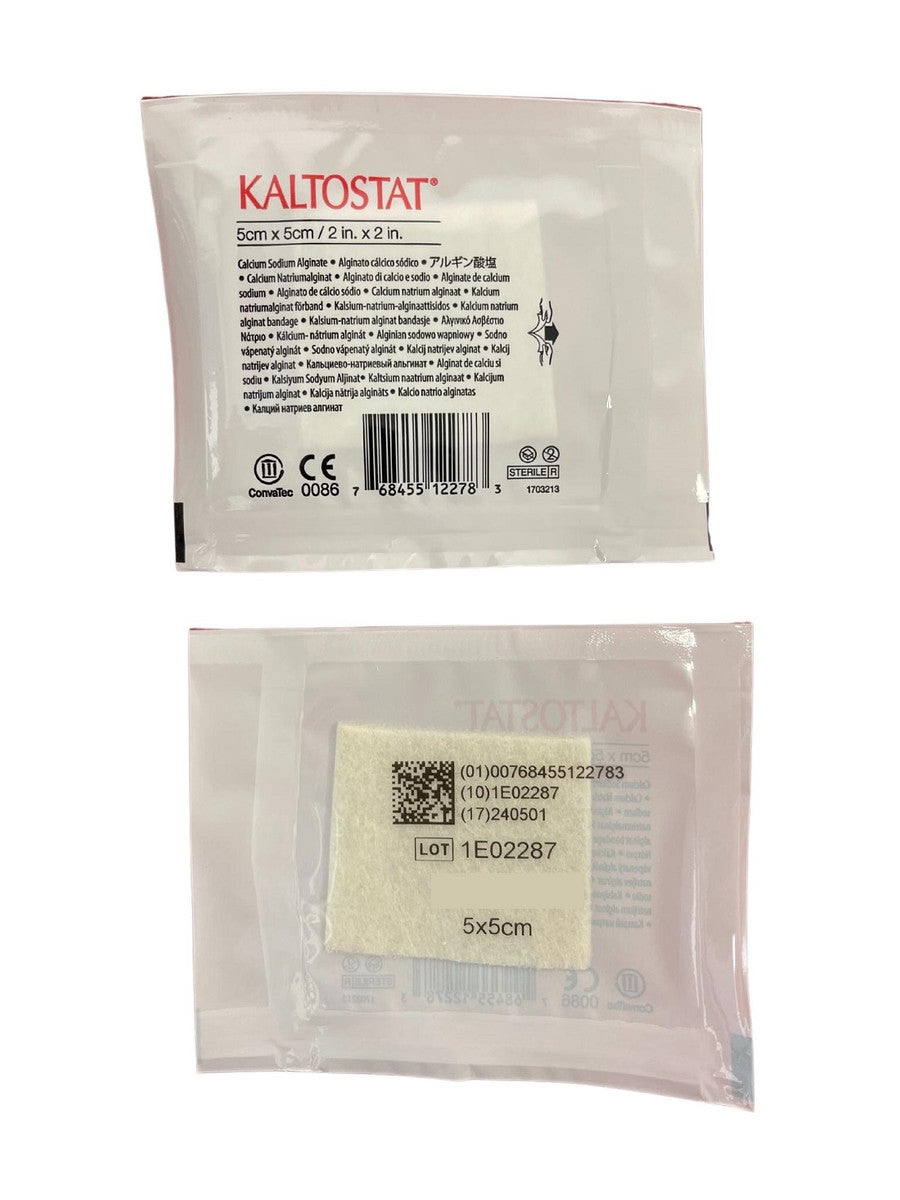 KALTOSTAT®
5cm x 5cm / 2 in. x 2 in.
Calcium Sodium Alginate • Alginato cálcico sódico • アルギン酸塩
• Calcium Natriumalginat • Alginato di calcio e sodio • Alginate de calcium
sodium • Alginato de cálcio sódio • Calcium natrium alginaat • Kalcium
natriumalginat förband • Kalsium-natrium-alginaattisidos • Kalcium natrium
alginat bandage • Kalsium-natrium alginat bandasje • Αλγινικό Ασβέστιο
Νάτριο • Kálcium- nátrium alginát • Alginian sodowo wapniowy • Sodno
vápenatý alginát • Sodno vápenatý alginát • Kalcij natrijev alginat • Kalcij
natrijev alginat • Кальциево-натриевый альгинат • Alginat de calciu si
sodiu • Kalsiyum Sodyum Aljinat • Kaltsium naatrium alginaat • Kalcijum
natrijum alginat • Kalcija nātrija algināts • Kalcio natrio alginatas
• Калций натриев алгинат
ConvaTec
CE 0086
7 68455 12278 3
2
STERILE R
1703213
(01)00768455122783
(10)1E02287
(17)240501
LOT 1E02287
5x5cm